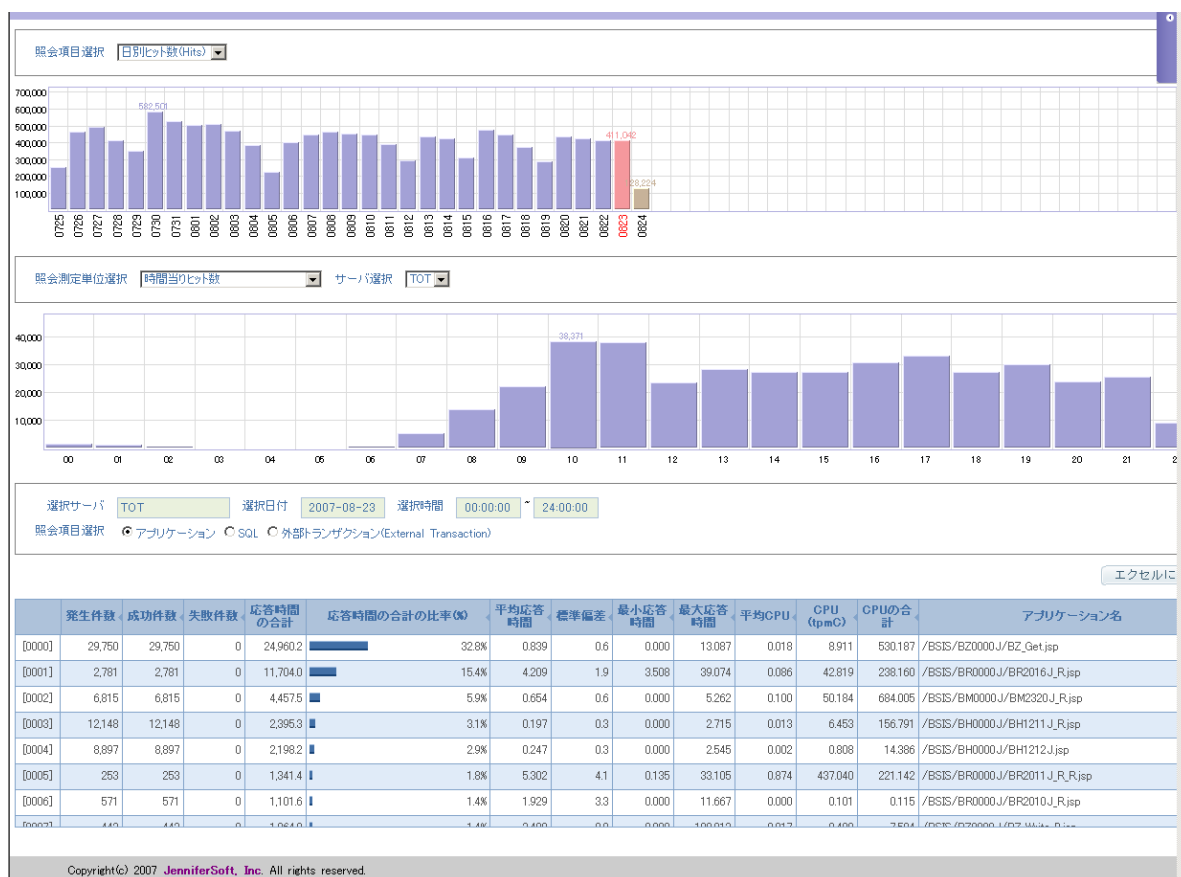 照会項目選択 日別ヒット数(Hits)
700,000
600,000
500,000
400,000
300,000
200,000
100,000
582,501
411,042
28,224
0725 0726 0727 0728 0729 0730 0731 0801 0802 0803 0804 0805 0806 0807 0808 0809 0810 0811 0812 0813 0814 0815 0816 0817 0818 0819 0820 0821 0822 0823 0824
照会測定単位選択 時間当りヒット数 サーバ選択 TOT
40,000
30,000
20,000
10,000
38,371
00 01 02 03 04 05 06 07 08 09 10 11 12 13 14 15 16 17 18 19 20 21 2
選択サーバ TOT 選択日付 2007-08-23 選択時間 00:00:00 ~ 24:00:00
照会項目選択 アプリケーション SQL 外部トランザクション(External Transaction)
エクセルに
発生件数 成功件数 失敗件数 応答時間の合計 応答時間の合計の比率(%) 平均応答時間 標準偏差 最小応答時間 最大応答時間 平均CPU CPU(tpmC) CPUの合計 アプリケーション名
[0000] 29,750 29,750 0 24,960.2 32.8% 0.839 0.6 0.000 13.087 0.018 8.911 530.187 /BSIS/BZ0000J/BZ_Get.jsp
[0001] 2,781 2,781 0 11,704.0 15.4% 4.209 1.9 3.508 39.074 0.086 42.819 238.160 /BSIS/BR0000J/BR2016J_R.jsp
[0002] 6,815 6,815 0 4,457.5 5.9% 0.654 0.6 0.000 5.262 0.100 50.184 684.005 /BSIS/BM0000J/BM2320J_R.jsp
[0003] 12,148 12,148 0 2,395.3 3.1% 0.197 0.3 0.000 2.715 0.013 6.453 156.791 /BSIS/BH0000J/BH1211J_R.jsp
[0004] 8,897 8,897 0 2,198.2 2.9% 0.247 0.3 0.000 2.545 0.002 0.808 14.386 /BSIS/BH0000J/BH1212J.jsp
[0005] 253 253 0 1,341.4 1.8% 5.302 4.1 0.135 33.105 0.874 437.040 221.142 /BSIS/BR0000J/BR2011J_R_R.jsp
[0006] 571 571 0 1,101.6 1.4% 1.929 3.3 0.000 11.667 0.000 0.101 0.115 /BSIS/BR0000J/BR2010J_R.jsp
Copyright(c) 2007 JenniferSoft, Inc. All rights reserved.